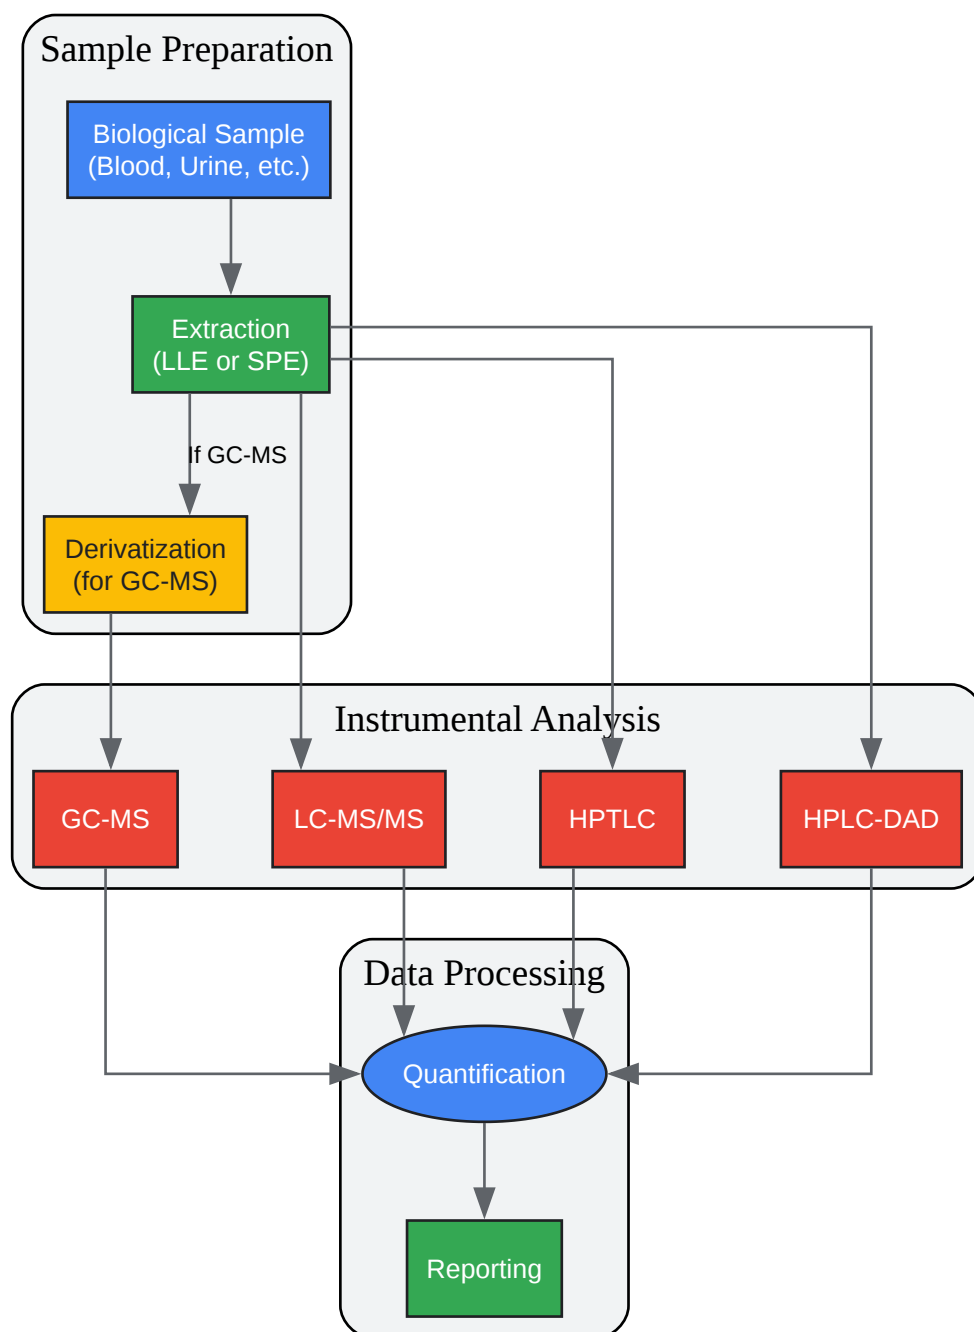 Sample Preparation
Biological Sample
(Blood, Urine, etc.)
Extraction
(LLE or SPE)
If GC-MS
Derivatization
(for GC-MS)
Instrumental Analysis
GC-MS
LC-MS/MS
HPTLC
HPLC-DAD
Data Processing
Quantification
Reporting